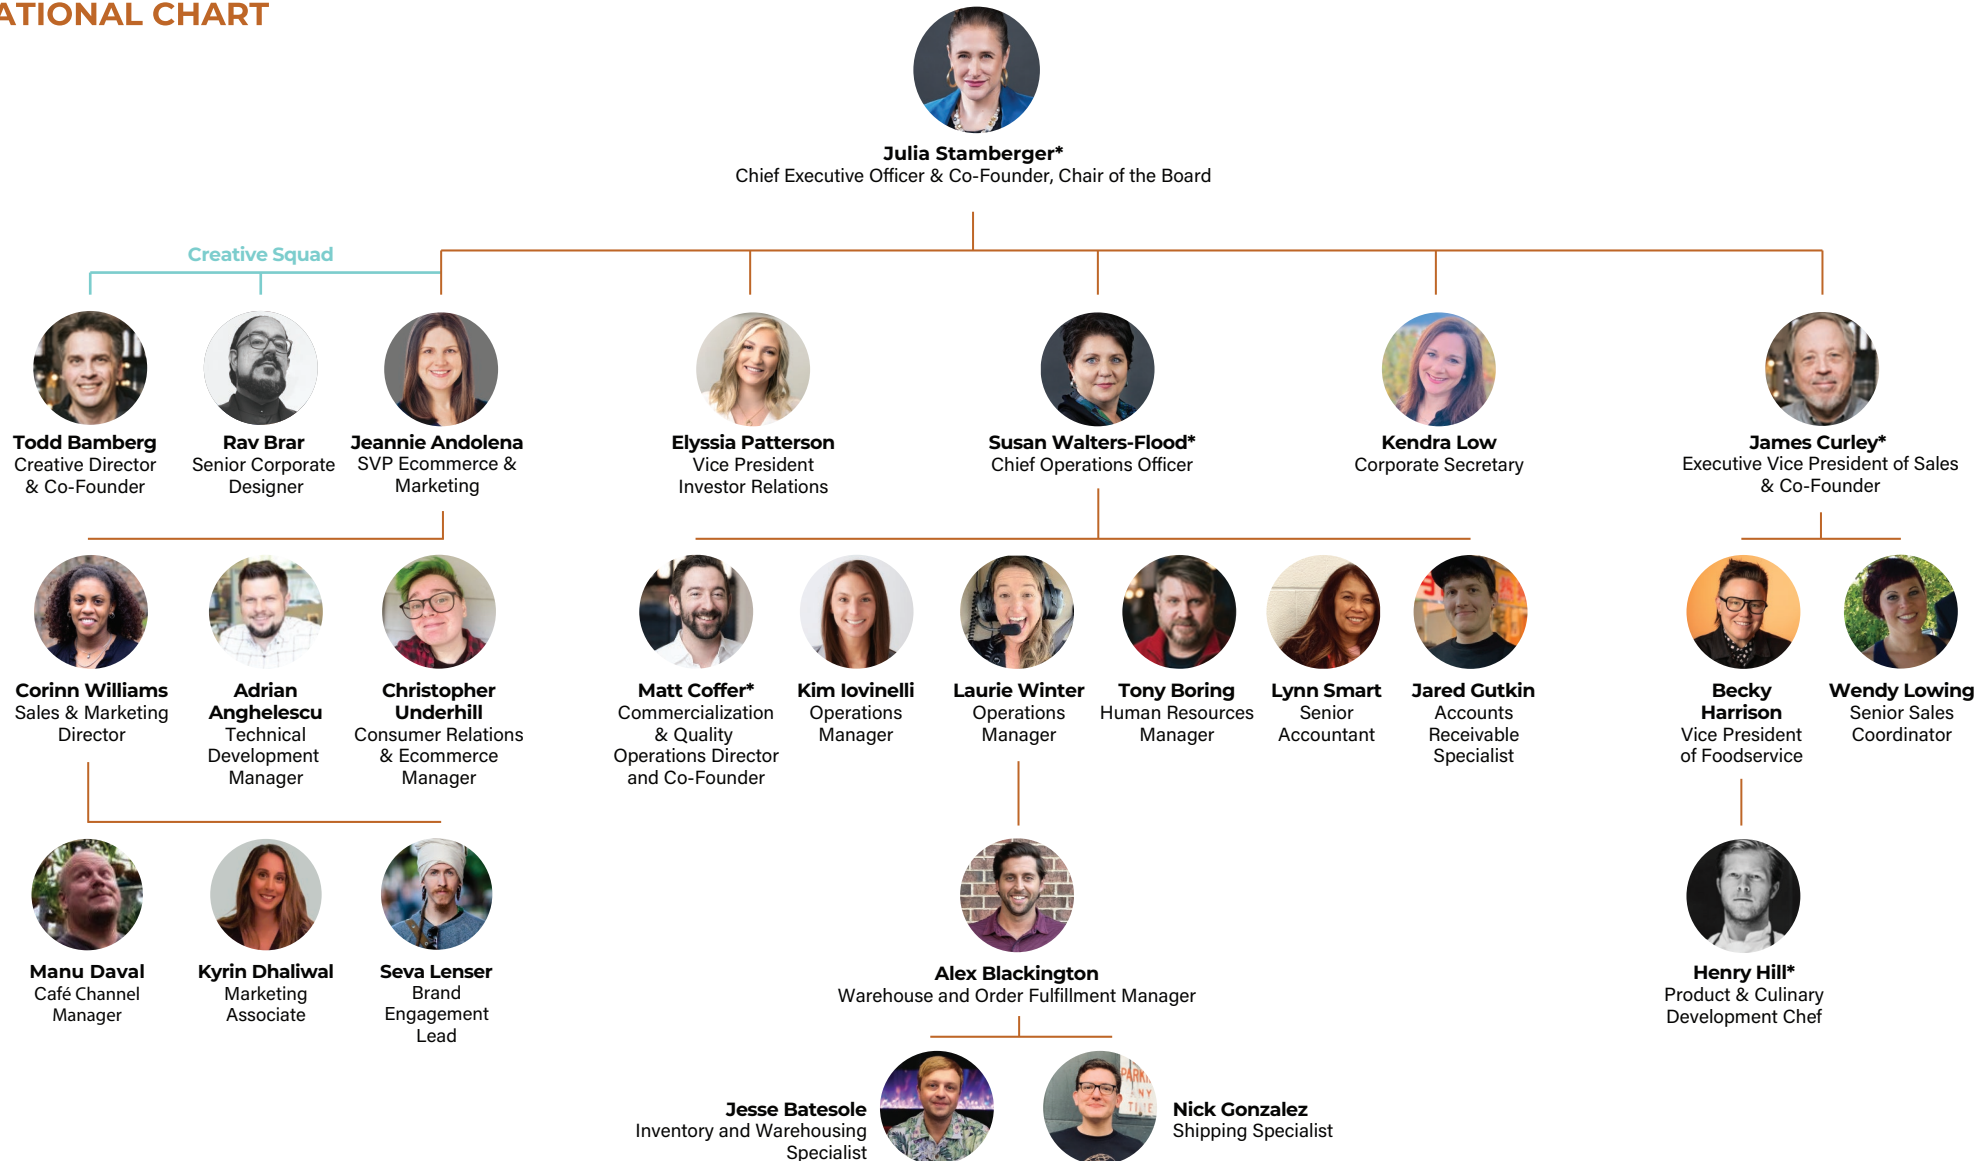 ATIONAL CHART
Julia Stamberger*
Chief Executive Officer & Co-Founder, Chair of the Board
Creative Squad
Todd Bamberg
Creative Director
& Co-Founder
Rav Brar
Senior Corporate
Designer
Jeannie Andolena
SVP Ecommerce &
Marketing
Elyssia Patterson
Vice President
Investor Relations
Susan Walters-Flood*
Chief Operations Officer
Kendra Low
Corporate Secretary
James Curley*
Executive Vice President of Sales
& Co-Founder
Corinn Williams
Sales & Marketing
Director
Adrian
Anghelescu
Technical
Development
Manager
Christopher
Underhill
Consumer Relations
& Ecommerce
Manager
Matt Coffer*
Commercialization
& Quality
Operations Director
and Co-Founder
Kim Iovinelli
Operations
Manager
Laurie Winter
Operations
Manager
Tony Boring
Human Resources
Manager
Lynn Smart
Senior
Accountant
Jared Gutkin
Accounts
Receivable
Specialist
Becky
Harrison
Vice President
of Foodservice
Wendy Lowing
Senior Sales
Coordinator
Manu Daval
Café Channel
Manager
Kyrin Dhaliwal
Marketing
Associate
Seva Lenser
Brand
Engagement
Lead
Alex Blackington
Warehouse and Order Fulfillment Manager
Henry Hill*
Product & Culinary
Development Chef
Jesse Batesole
Inventory and Warehousing
Specialist
ANY
TIME
Nick Gonzalez
Shipping Specialist